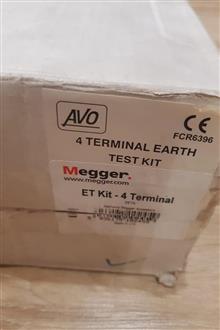 AVO
CE
FCR6396
4 TERMINAL EARTH
TEST KIT
Megger.
www.megger.com
ET Kit - 4 Terminal